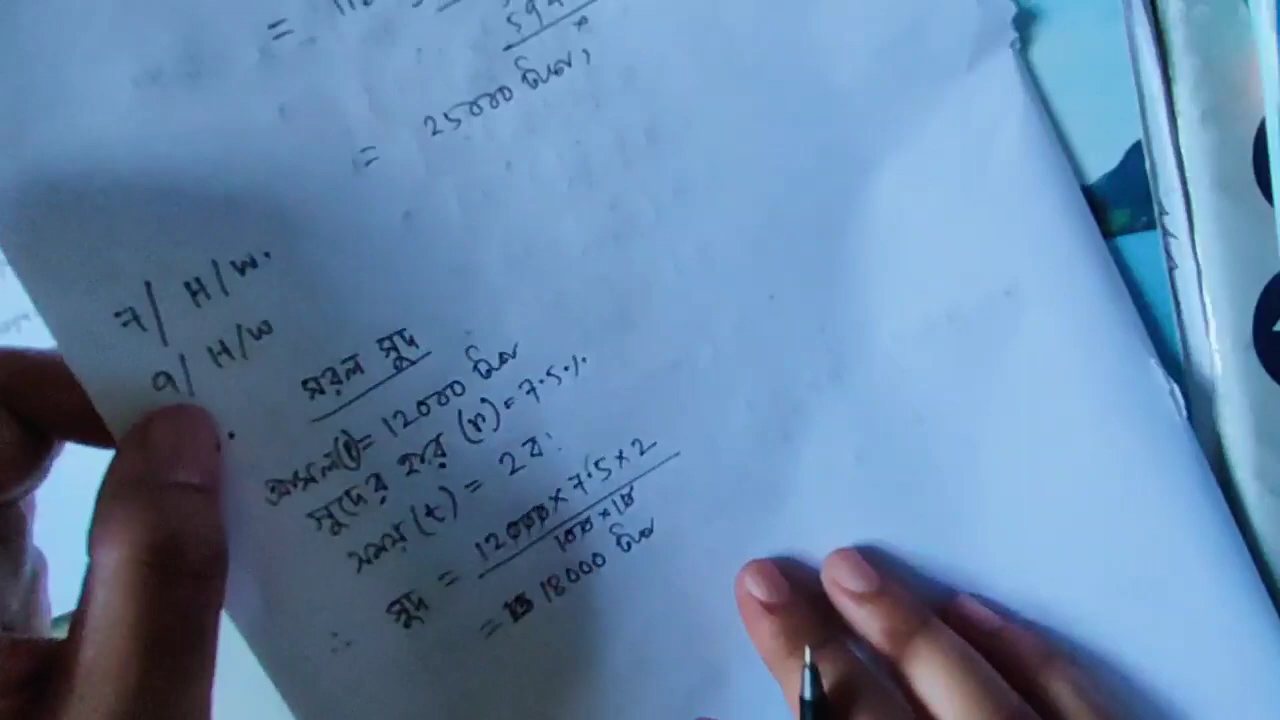 =
= 25000 টাকা,
7/ H/W.
9/ H/W
সরল সুদ
আসল(P)= 12000 টাকা
সুদের হার (r)= 7.5%
সময় (t) = 2 ব:
∴ সুদ = 12000 × 7.5 × 2
100 × 10
= 18000 টাকা